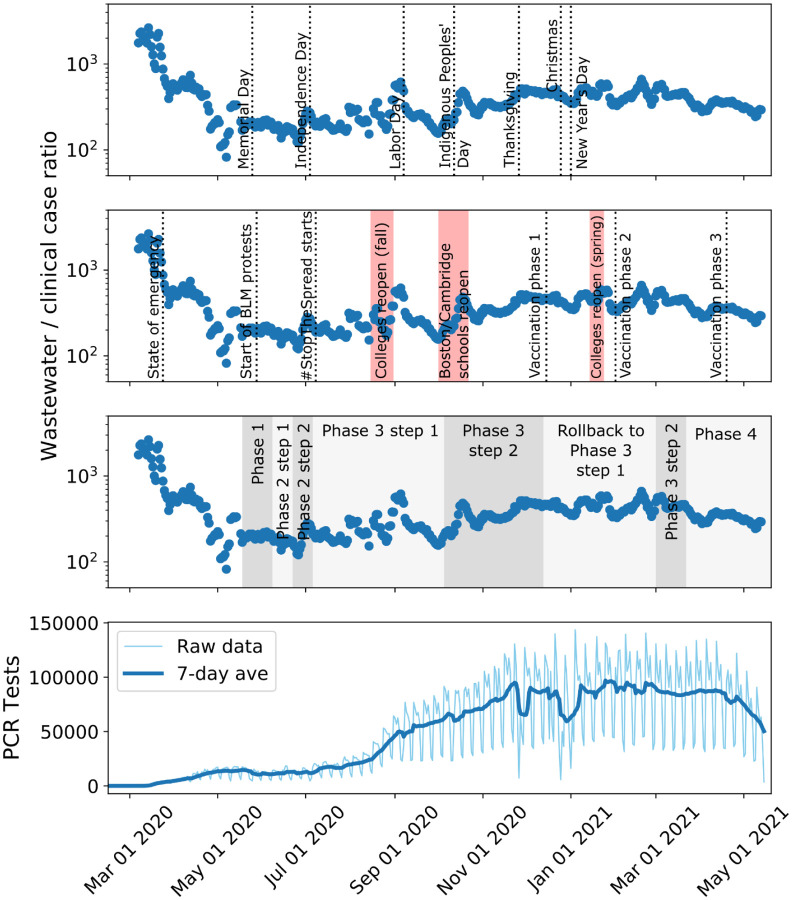 Wastewater / clinical case ratio
10³
10²
Memorial Day
Independence Day
Labor Day
Indigenous Peoples'
Day
Thanksgiving
Christmas
New Year's Day
10³
10²
State of emergency
Start of BLM protests
#StopTheSpread starts
Colleges reopen (fall)
Boston/Cambridge
schools reopen
Vaccination phase 1
Colleges reopen (spring)
Vaccination phase 2
Vaccination phase 3
10³
10²
Phase 1
Phase 2 step 1
Phase 2 step 2
Phase 3 step 1
Phase 3
step 2
Rollback to
Phase 3
step 1
Phase 3 step 2
Phase 4
PCR Tests
150000
100000
50000
0
Raw data
7-day ave
Mar 01 2020
May 01 2020
Jul 01 2020
Sep 01 2020
Nov 01 2020
Jan 01 2021
Mar 01 2021
May 01 2021